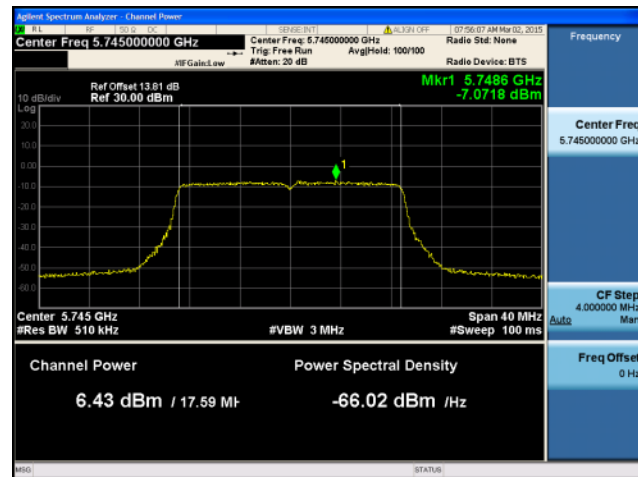 Agilent Spectrum Analyzer - Channel Power
RL RF 50 Ω DC SENSE:INT ALIGN OFF 07:56:07 AM Mar 02, 2015
Center Freq 5.745000000 GHz
Center Freq: 5.745000000 GHz Radio Std: None
Trig: Free Run Avg|Hold: 100/100
#IFGain:Low #Atten: 20 dB Radio Device: BTS
Frequency
Ref Offset 13.81 dB
10 dB/div Ref 30.00 dBm
Mkr1 5.7486 GHz
-7.0718 dBm
Log
20.0
10.0
0.00
-10.0
-20.0
-30.0
-40.0
-50.0
-60.0
1
Center 5.745 GHz Span 40 MHz
#Res BW 510 kHz #VBW 3 MHz #Sweep 100 ms
Channel Power Power Spectral Density
6.43 dBm / 17.59 MH -66.02 dBm /Hz
Center Freq
5.745000000 GHz
CF Step
4.000000 MHz
Auto Man
Freq Offset
0 Hz
MSG STATUS